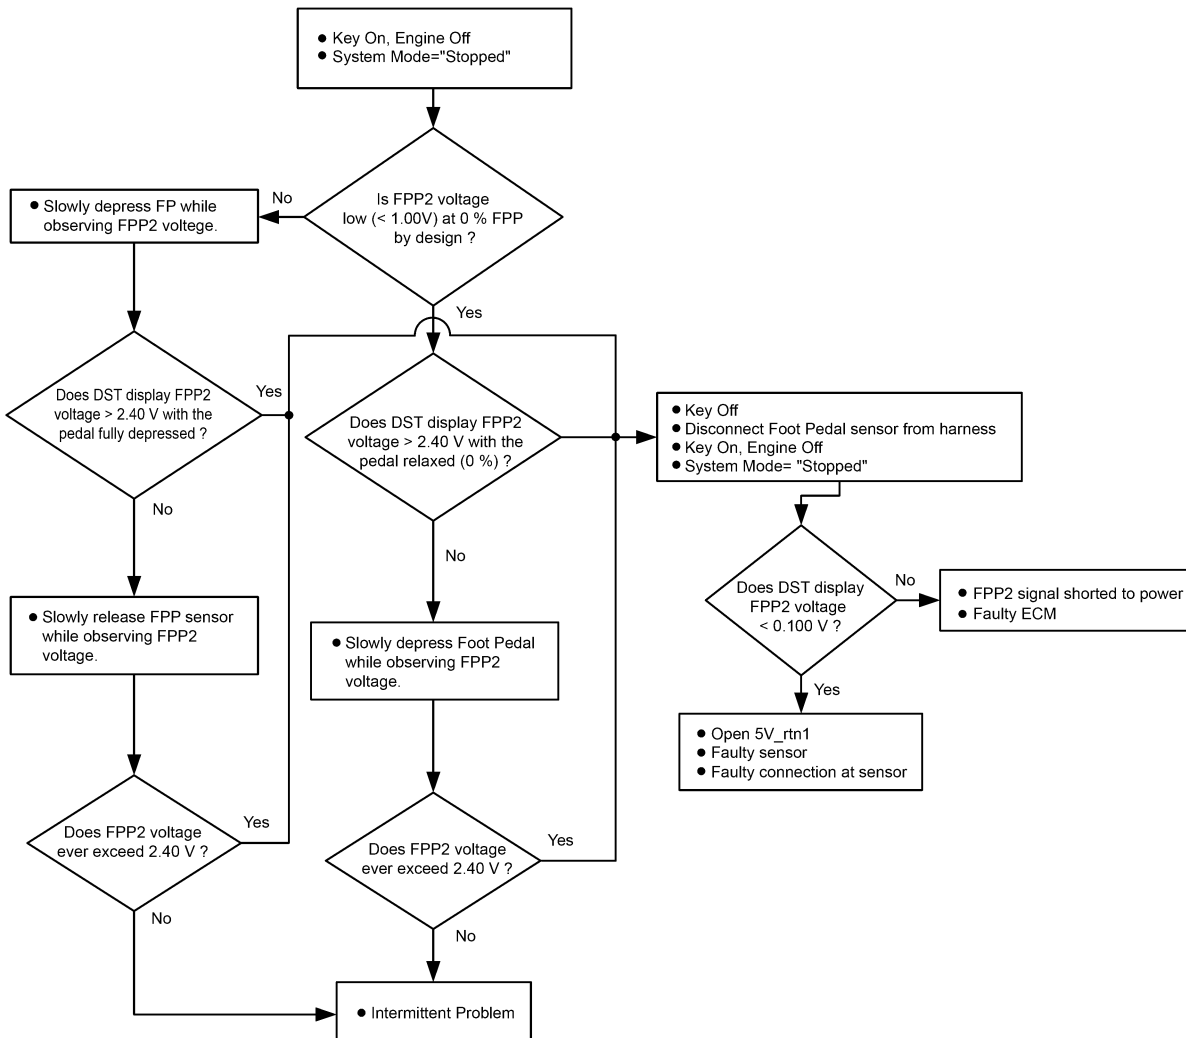 ● Key On, Engine Off
● System Mode="Stopped"
Is FPP2 voltage
low (< 1.00V) at 0 % FPP
by design ?
No
Yes
● Slowly depress FP while
observing FPP2 voltege.
Does DST display FPP2
voltage > 2.40 V with the
pedal fully depressed ?
Yes
No
● Slowly release FPP sensor
while observing FPP2
voltage.
Does FPP2 voltage
ever exceed 2.40 V ?
Yes
No
Does DST display FPP2
voltage > 2.40 V with the
pedal relaxed (0 %) ?
No
● Slowly depress Foot Pedal
while observing FPP2
voltage.
Does FPP2 voltage
ever exceed 2.40 V ?
Yes
No
● Intermittent Problem
● Key Off
● Disconnect Foot Pedal sensor from harness
● Key On, Engine Off
● System Mode= "Stopped"
Does DST display
FPP2 voltage
< 0.100 V ?
No
Yes
● FPP2 signal shorted to power
● Faulty ECM
● Open 5V_rtn1
● Faulty sensor
● Faulty connection at sensor